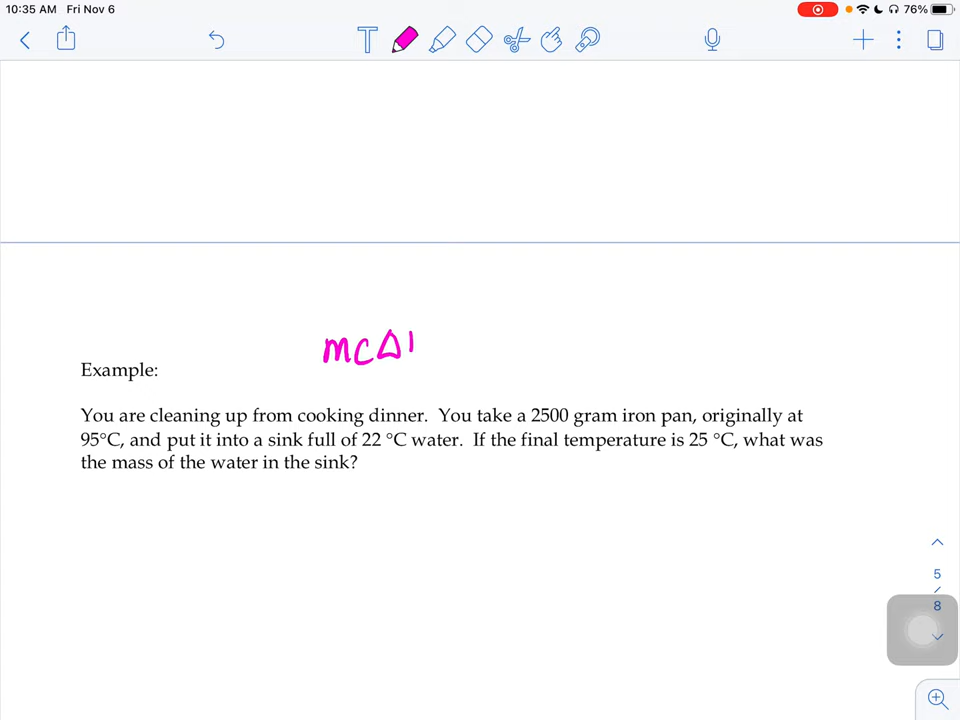 10:35 AM Fri Nov 6 76%
T
mcΔ
Example:
You are cleaning up from cooking dinner. You take a 2500 gram iron pan, originally at
95°C, and put it into a sink full of 22 °C water. If the final temperature is 25 °C, what was
the mass of the water in the sink?
5
/
8